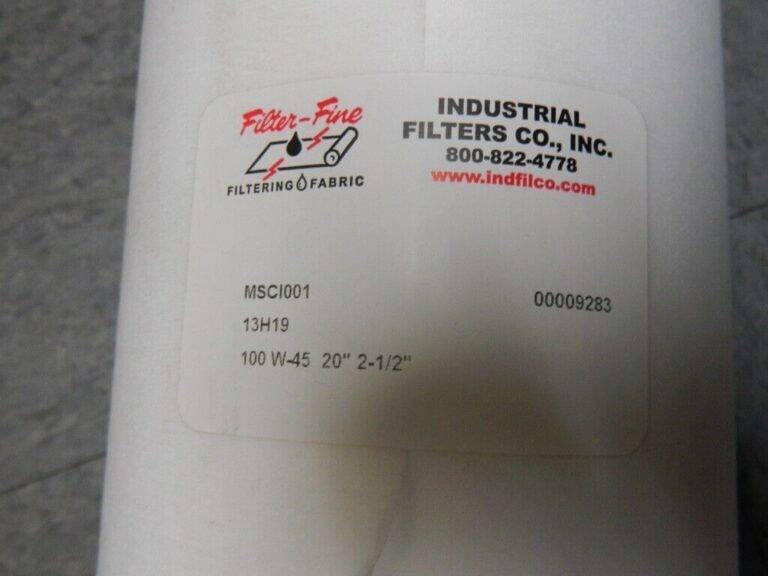 Filter-Fine
FILTERING FABRIC
INDUSTRIAL
FILTERS CO., INC.
800-822-4778
www.indfilco.com
MSCI001
00009283
13H19
100 W-45 20" 2-1/2"